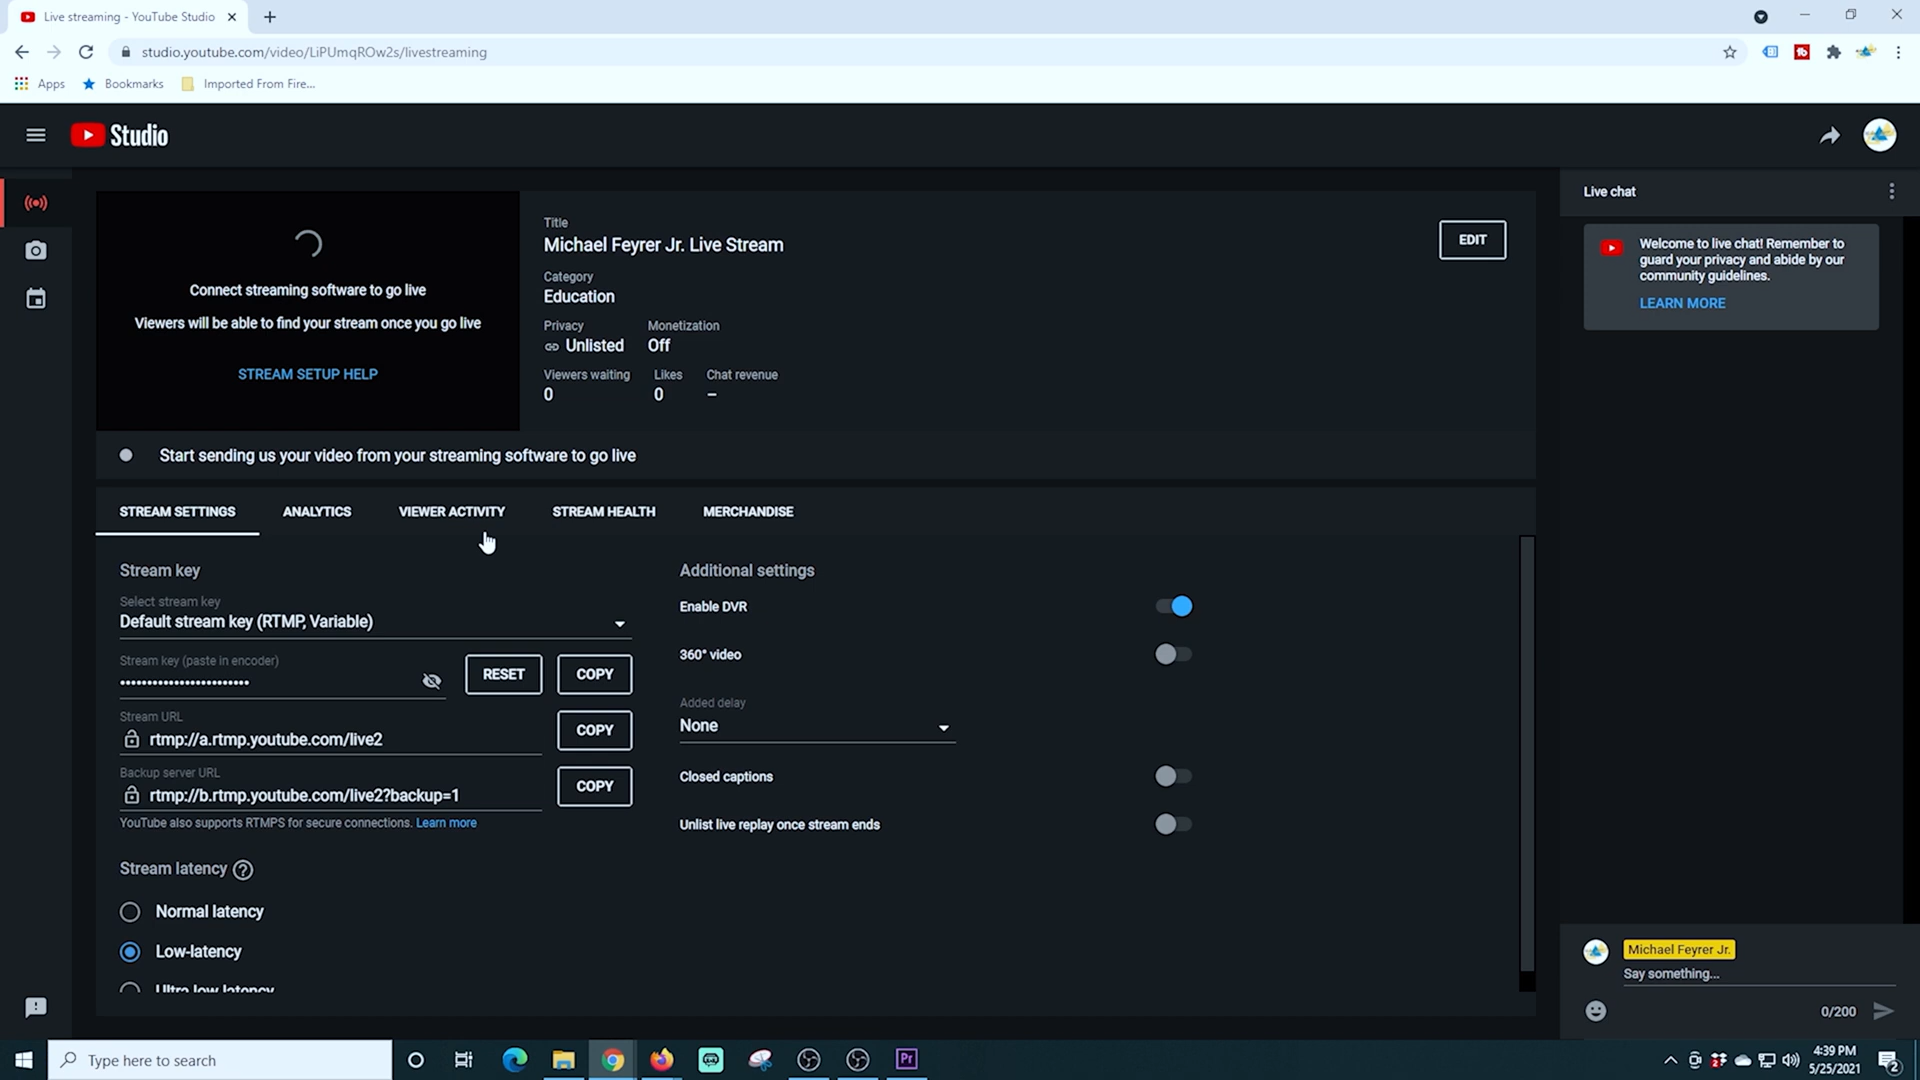 Live streaming - YouTube Studio
studio.youtube.com/video/LiPUmqROw2s/livestreaming
Apps
Bookmarks
Imported From Fire...
Studio
Connect streaming software to go live
Viewers will be able to find your stream once you go live
STREAM SETUP HELP
Title
Michael Feyrer Jr. Live Stream
EDIT
Category
Education
Privacy Monetization
Unlisted Off
Viewers waiting Likes Chat revenue
0 0 –
Start sending us your video from your streaming software to go live
STREAM SETTINGS ANALYTICS VIEWER ACTIVITY STREAM HEALTH MERCHANDISE
Stream key
Select stream key
Default stream key (RTMP, Variable)
Stream key (paste in encoder)
••••••••••••••••••••••••
RESET COPY
Stream URL
rtmp://a.rtmp.youtube.com/live2
COPY
Backup server URL
rtmp://b.rtmp.youtube.com/live2?backup=1
COPY
YouTube also supports RTMPS for secure connections. Learn more
Stream latency ?
Normal latency
Low-latency
Ultra low latency
Additional settings
Enable DVR
360° video
Added delay
None
Closed captions
Unlist live replay once stream ends
Live chat
Welcome to live chat! Remember to
guard your privacy and abide by our
community guidelines.
LEARN MORE
Michael Feyrer Jr.
Say something...
0/200
Type here to search
Pr
4:39 PM
5/25/2021
2